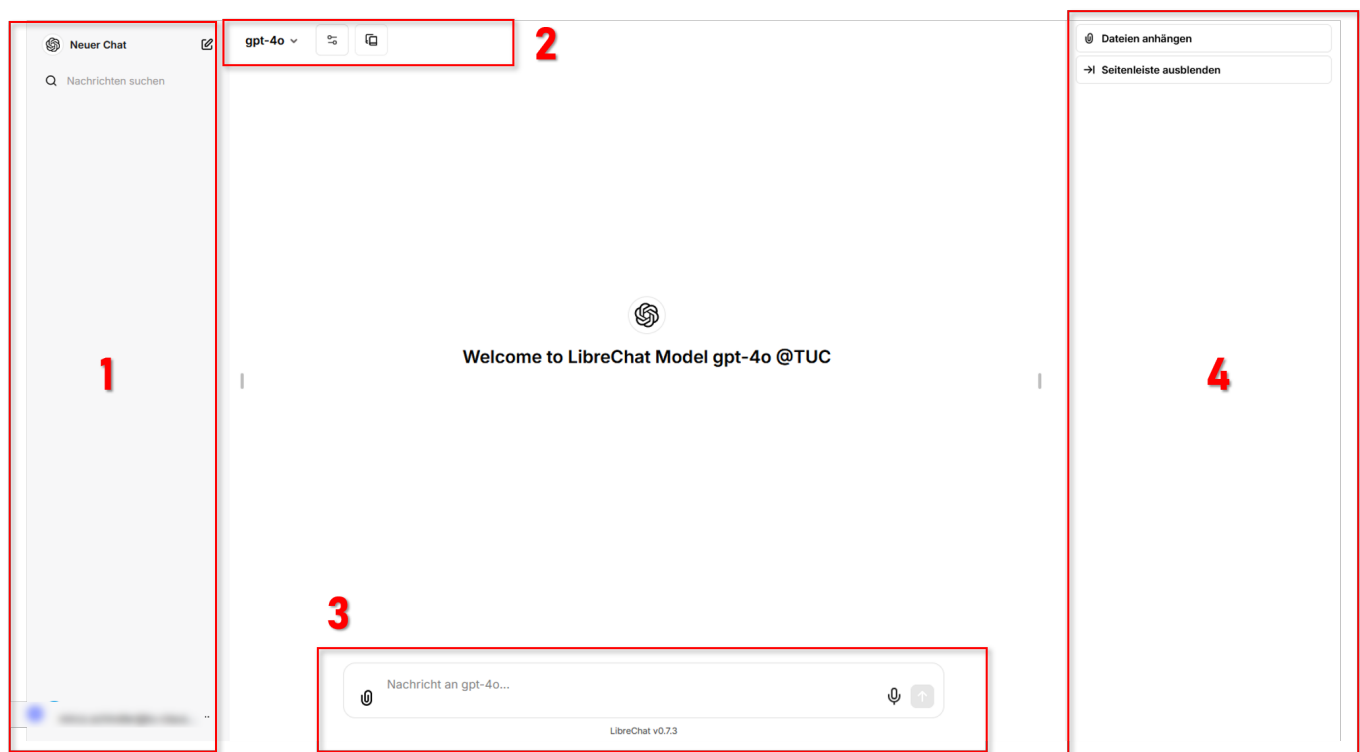 Neuer Chat
Nachrichten suchen
1
gpt-4o
2
Welcome to LibreChat Model gpt-4o @TUC
3
Nachricht an gpt-4o...
LibreChat v0.7.3
Dateien anhängen
Seitenleiste ausblenden
4